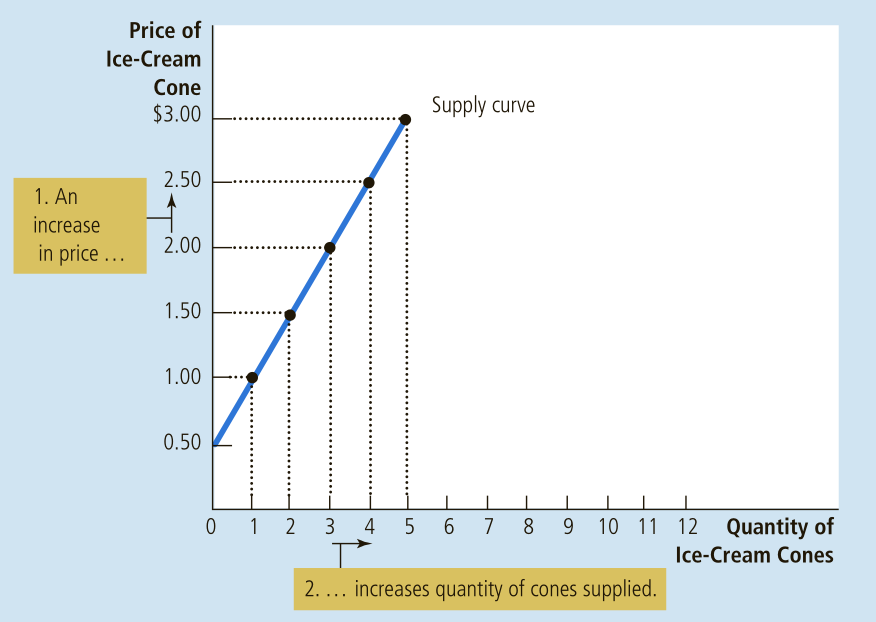 Price of
Ice-Cream
Cone
$3.00
Supply curve
2.50
1. An
increase
in price ...
2.00
1.50
1.00
0.50
0 1 2 3 4 5 6 7 8 9 10 11 12
Quantity of
Ice-Cream Cones
2. ... increases quantity of cones supplied.